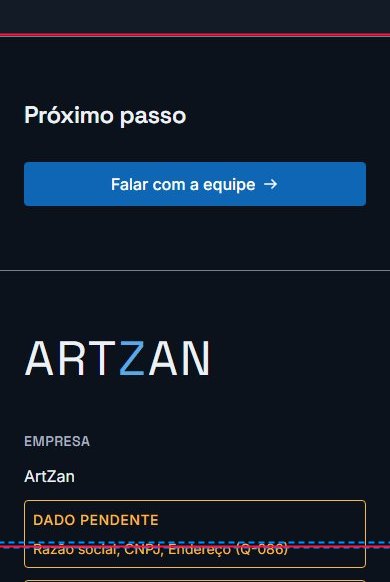 Próximo passo
Falar com a equipe →
ARTZAN
EMPRESA
ArtZan
DADO PENDENTE
Razão social, CNPJ, Endereço (Q-086)